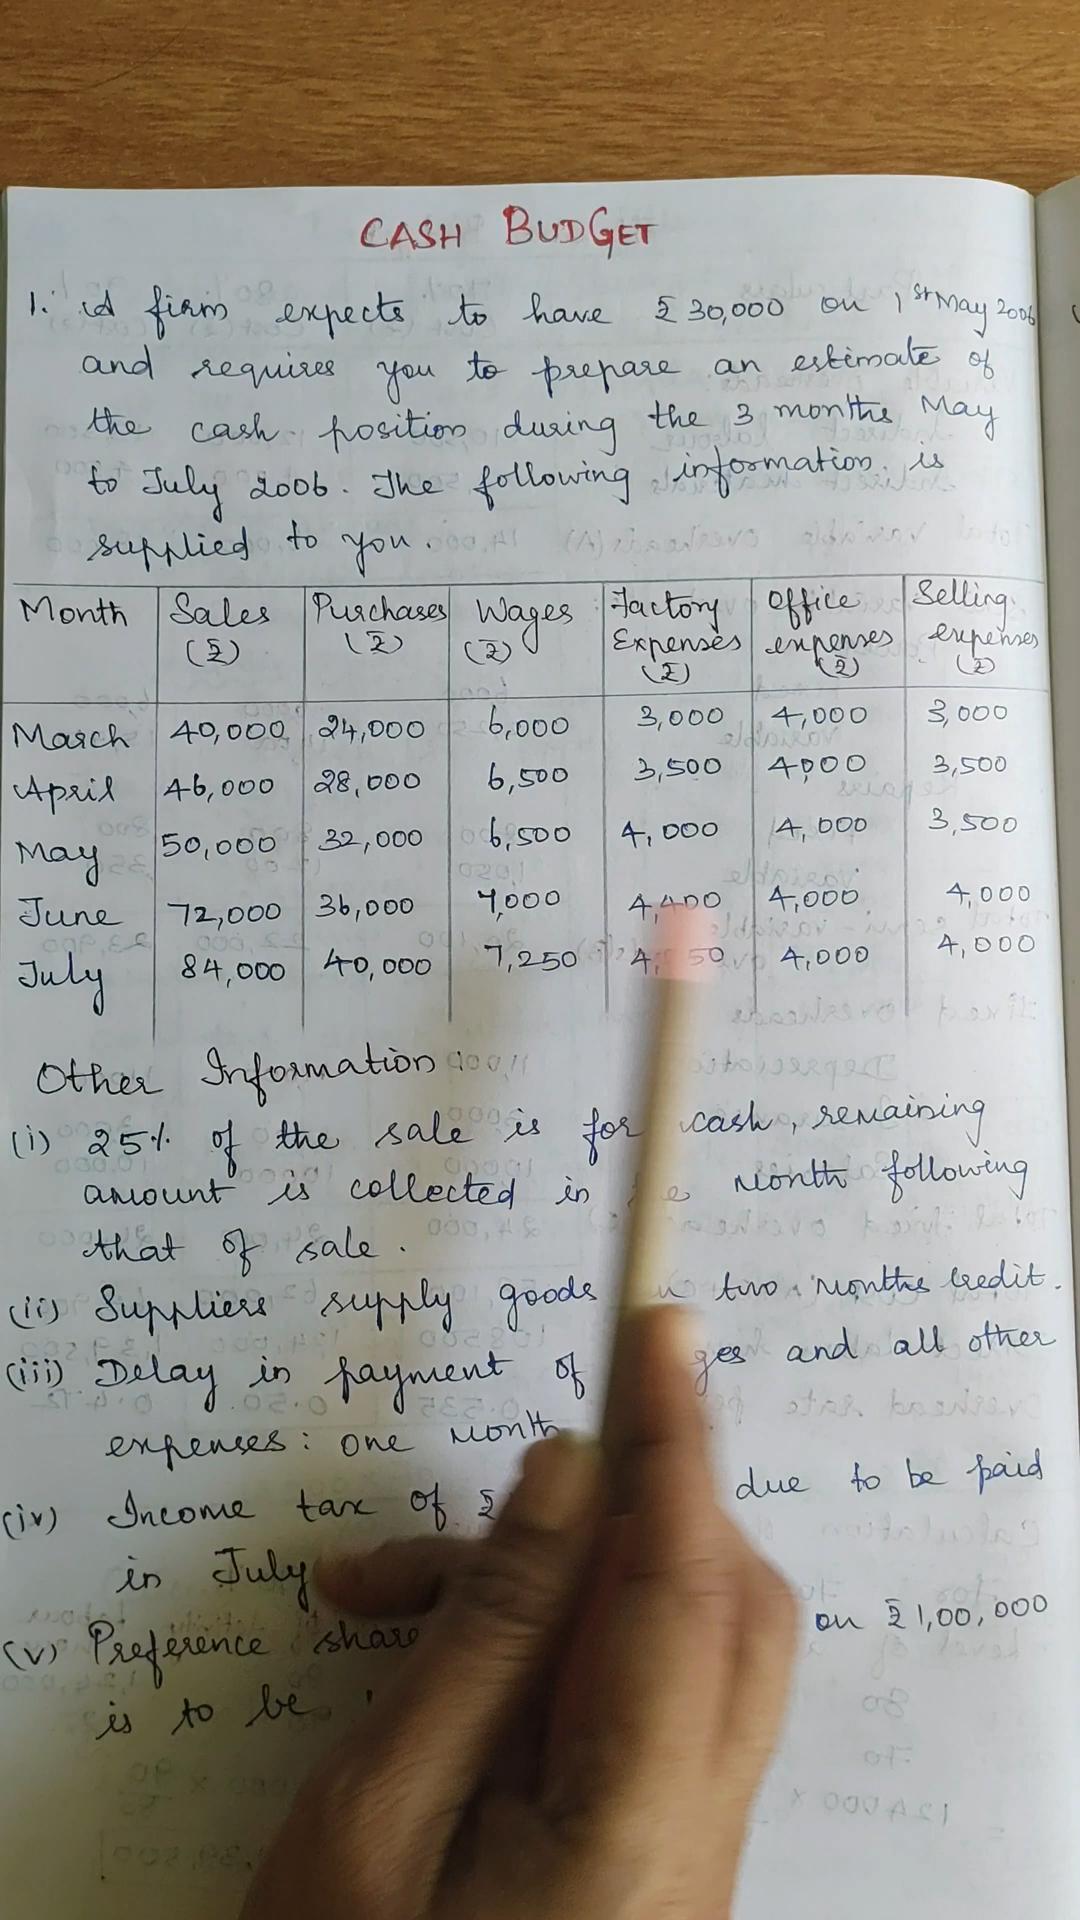 CASH BUDGET
1. A firm expects to have ₹ 30,000 on 1st May 2006
and requires you to prepare an estimate of
the cash position during the 3 months May
to July 2006. The following information is
supplied to you.
Month Sales (₹) Purchases (₹) Wages (₹) Factory Expenses (₹) Office expenses (₹) Selling expenses (₹)
March 40,000 24,000 6,000 3,000 4,000 3,000
April 46,000 28,000 6,500 3,500 4,000 3,500
May 50,000 32,000 6,500 4,000 4,000 3,500
June 72,000 36,000 7,000 4,400 4,000 4,000
July 84,000 40,000 7,250 4,000 4,000
Other Information:
(i) 25% of the sale is for cash, remaining
amount is collected in month following
that of sale.
(ii) Suppliers supply goods two months credit.
(iii) Delay in payment of and all other
expenses: one month
(iv) Income tax of ₹ due to be paid
in July
(v) Preference share on ₹ 1,00,000
is to be